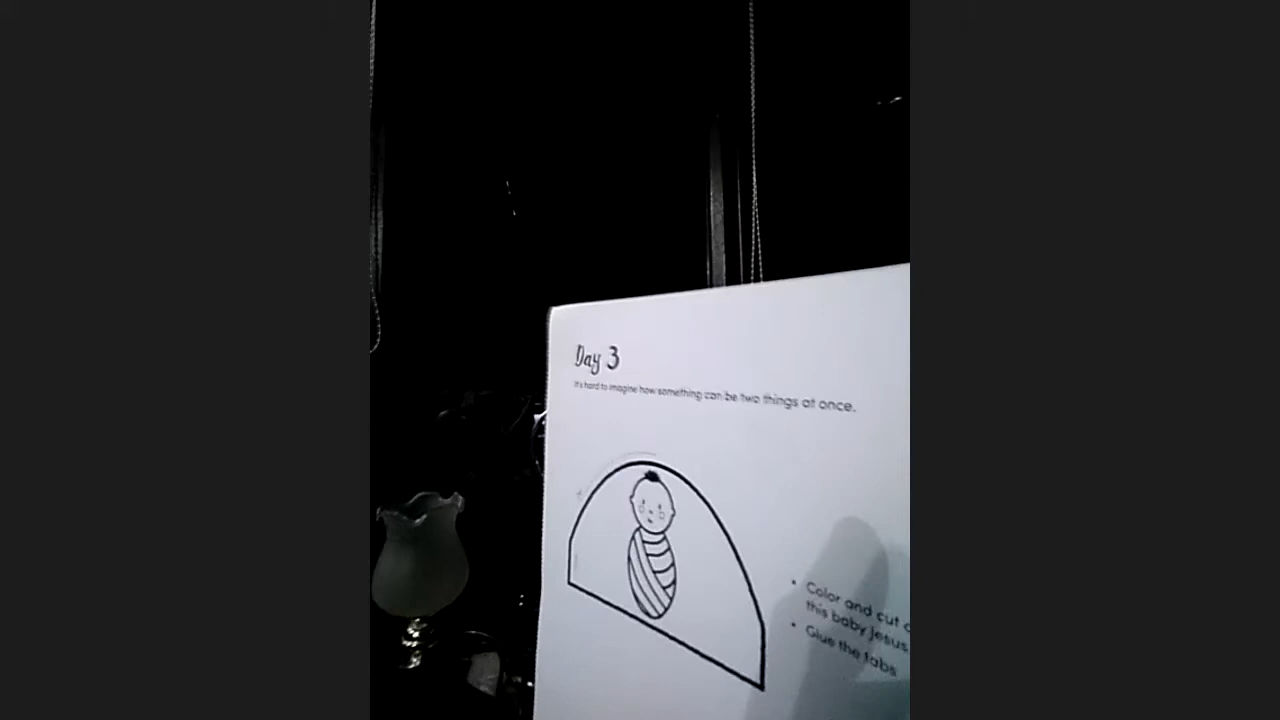 Day 3
It's hard to imagine how something can be two things at once.
Color and cut
this baby Jesus
Glue the tabs